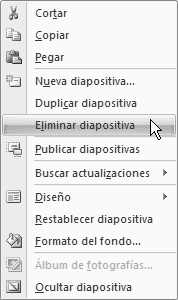 Cortar
Copiar
Pegar
Nueva diapositiva...
Duplicar diapositiva
Eliminar diapositiva
Publicar diapositivas
Buscar actualizaciones
Diseño
Restablecer diapositiva
Formato del fondo...
Álbum de fotografías...
Ocultar diapositiva